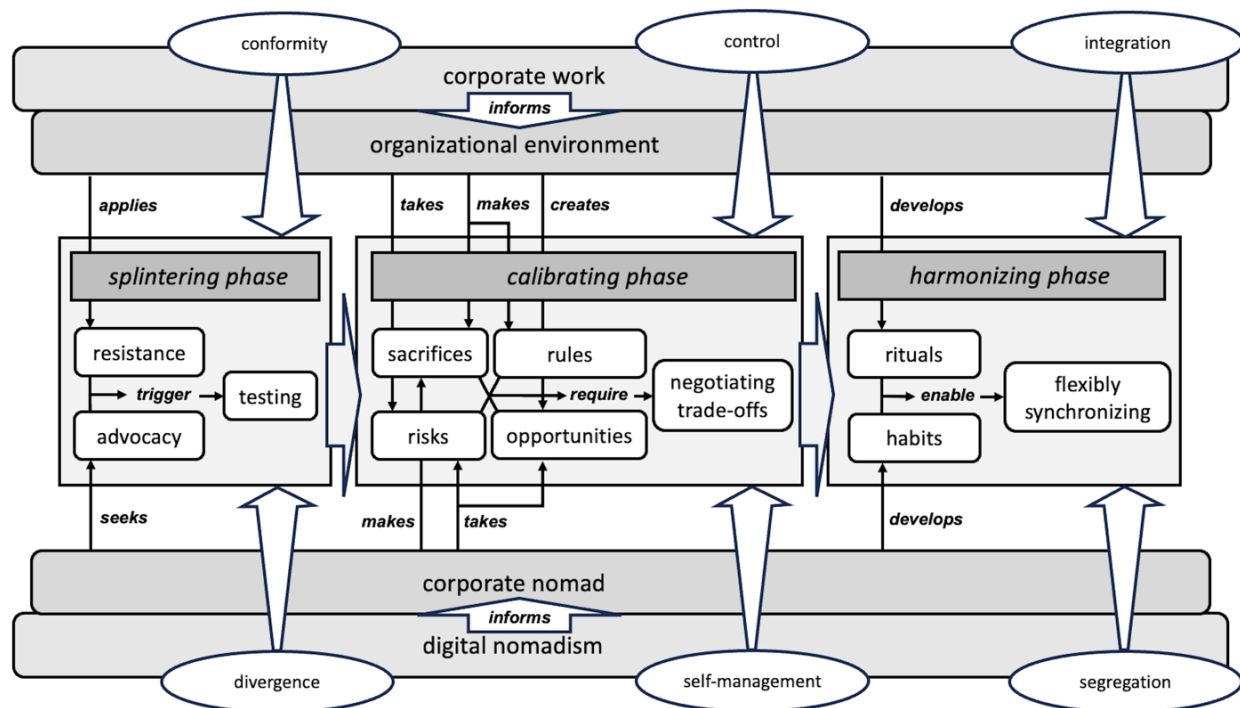 conformity
control
integration
corporate work
informs
organizational environment
applies
takes
makes
creates
develops
splintering phase
calibrating phase
harmonizing phase
resistance
sacrifices
rules
rituals
trigger
testing
require
negotiating
trade-offs
enable
flexibly
synchronizing
advocacy
risks
opportunities
habits
seeks
makes
takes
develops
corporate nomad
informs
digital nomadism
divergence
self-management
segregation